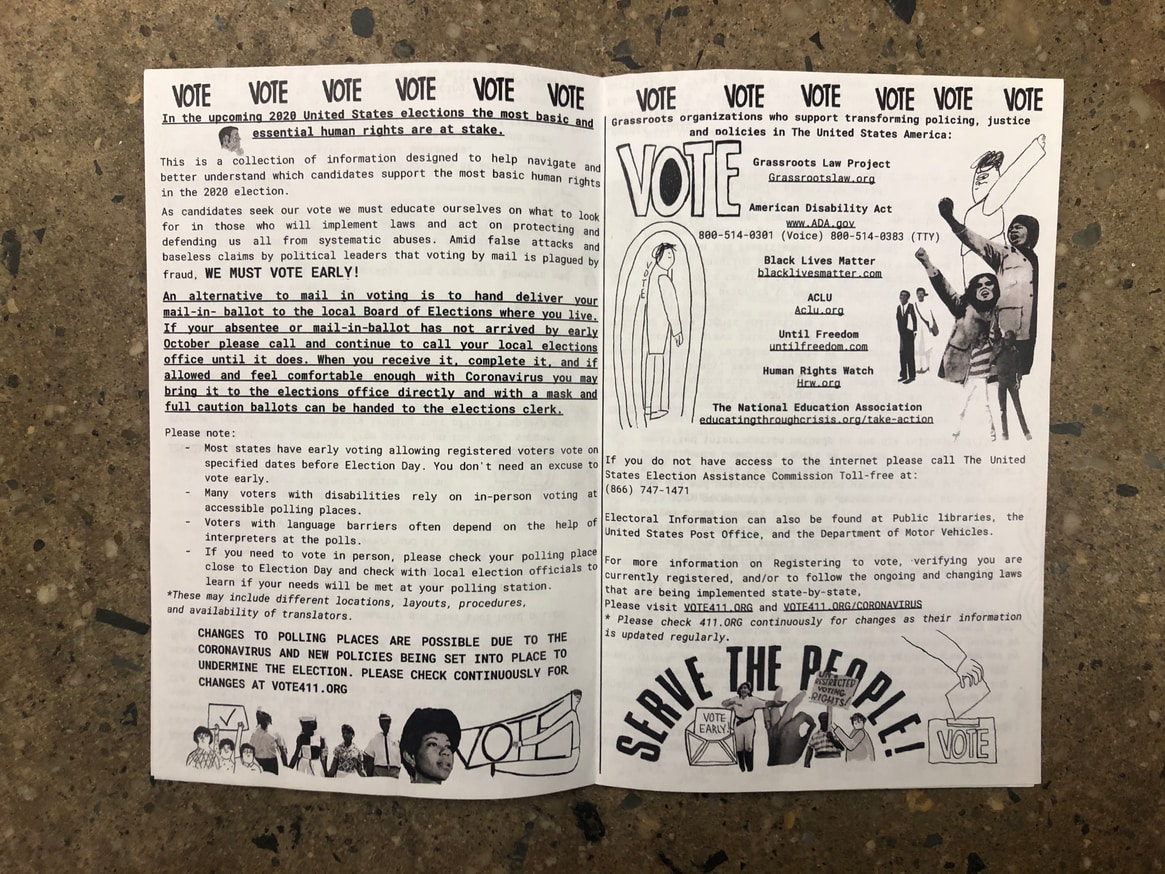 VOTE VOTE VOTE VOTE VOTE VOTE
In the upcoming 2020 United States elections the most basic and
essential human rights are at stake.
This is a collection of information designed to help navigate and
better understand which candidates support the most basic human rights
in the 2020 election.
As candidates seek our vote we must educate ourselves on what to look
for in those who will implement laws and act on protecting and
defending us all from systematic abuses. Amid false attacks and
baseless claims by political leaders that voting by mail is plagued by
fraud, WE MUST VOTE EARLY!
An alternative to mail in voting is to hand deliver your
mail-in- ballot to the local Board of Elections where you live.
If your absentee or mail-in-ballot has not arrived by early
October please call and continue to call your local elections
office until it does. When you receive it, complete it, and if
allowed and feel comfortable enough with Coronavirus you may
bring it to the elections office directly and with a mask and
full caution ballots can be handed to the elections clerk.
Please note:
- Most states have early voting allowing registered voters vote on
specified dates before Election Day. You don't need an excuse to
vote early.
- Many voters with disabilities rely on in-person voting at
accessible polling places.
- Voters with language barriers often depend on the help of
interpreters at the polls.
- If you need to vote in person, please check your polling place
close to Election Day and check with local election officials to
learn if your needs will be met at your polling station.
*These may include different locations, layouts, procedures,
and availability of translators.
CHANGES TO POLLING PLACES ARE POSSIBLE DUE TO THE
CORONAVIRUS AND NEW POLICIES BEING SET INTO PLACE TO
UNDERMINE THE ELECTION. PLEASE CHECK CONTINUOUSLY FOR
CHANGES AT VOTE411.ORG
VOTES
VOTE VOTE VOTE VOTE VOTE VOTE
Grassroots organizations who support transforming policing, justice
and policies in The United States America:
VOTE
Grassroots Law Project
Grassrootslaw.org
American Disability Act
www.ADA.gov
800-514-0301 (Voice) 800-514-0383 (TTY)
VOTE
Black Lives Matter
blacklivesmatter.com
ACLU
Aclu.org
Until Freedom
untilfreedom.com
Human Rights Watch
Hrw.org
The National Education Association
educatingthroughcrisis.org/take-action
If you do not have access to the internet please call The United
States Election Assistance Commission Toll-free at:
(866) 747-1471
Electoral Information can also be found at Public libraries, the
United States Post Office, and the Department of Motor Vehicles.
For more information on Registering to vote, verifying you are
currently registered, and/or to follow the ongoing and changing laws
that are being implemented state-by-state,
Please visit VOTE411.ORG and VOTE411.ORG/CORONAVIRUS
* Please check 411.ORG continuously for changes as their information
is updated regularly.
SERVE THE PEOPLE!
VOTE
EARLY!
UN-
RESTRICTED
VOTING
RIGHTS!
VOTE